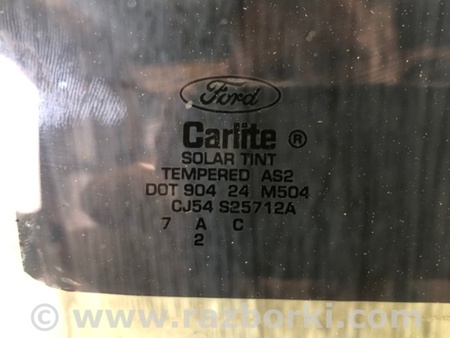 Ford
Carlite ®
SOLAR TINT
TEMPERED AS2
DOT 904 24 M504
CJ54 S25712A
7 A C
2
© www.razborki.com